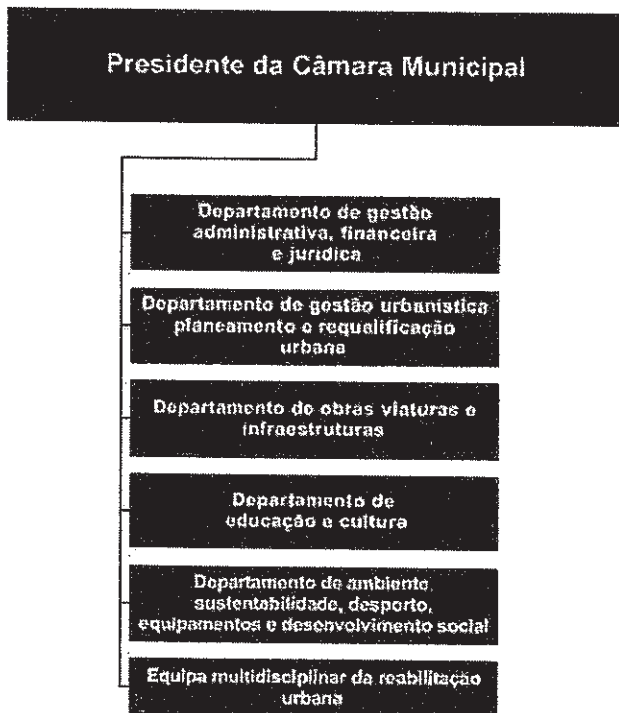 Presidente da Câmara Municipal
Departamento de gestão
administrativa, financeira
e jurídica
Departamento de gestão urbanística
planeamento e requalificação
urbana
Departamento de obras viaturas e
infraestruturas
Departamento de
educação e cultura
Departamento de ambiente,
sustentabilidade, desporto,
equipamentos e desenvolvimento social
Equipa multidisciplinar da reabilitação
urbana